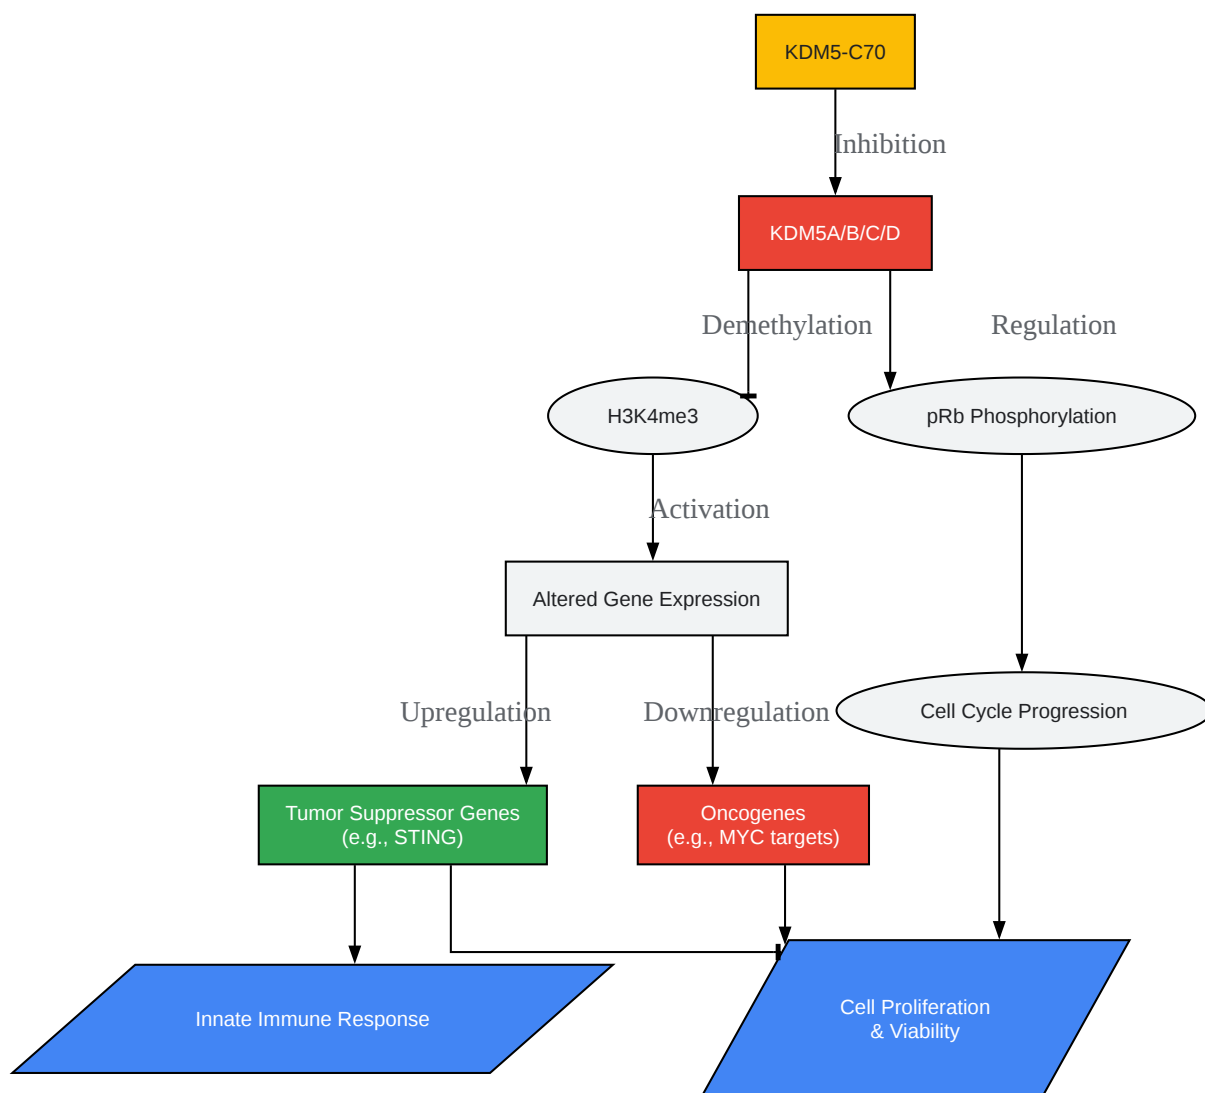 KDM5-C70
Inhibition
KDM5A/B/C/D
Demethylation
Regulation
H3K4me3
pRb Phosphorylation
Activation
Altered Gene Expression
Upregulation
Downregulation
Cell Cycle Progression
Tumor Suppressor Genes
(e.g., STING)
Oncogenes
(e.g., MYC targets)
Innate Immune Response
Cell Proliferation
& Viability